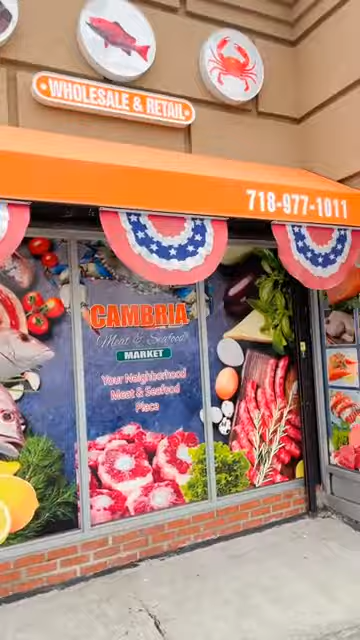 WHOLESALE & RETAIL
718-977-1011
CAMBRIA
Meat & Seafood
MARKET
Your Neighborhood
Meat & Seafood
Place